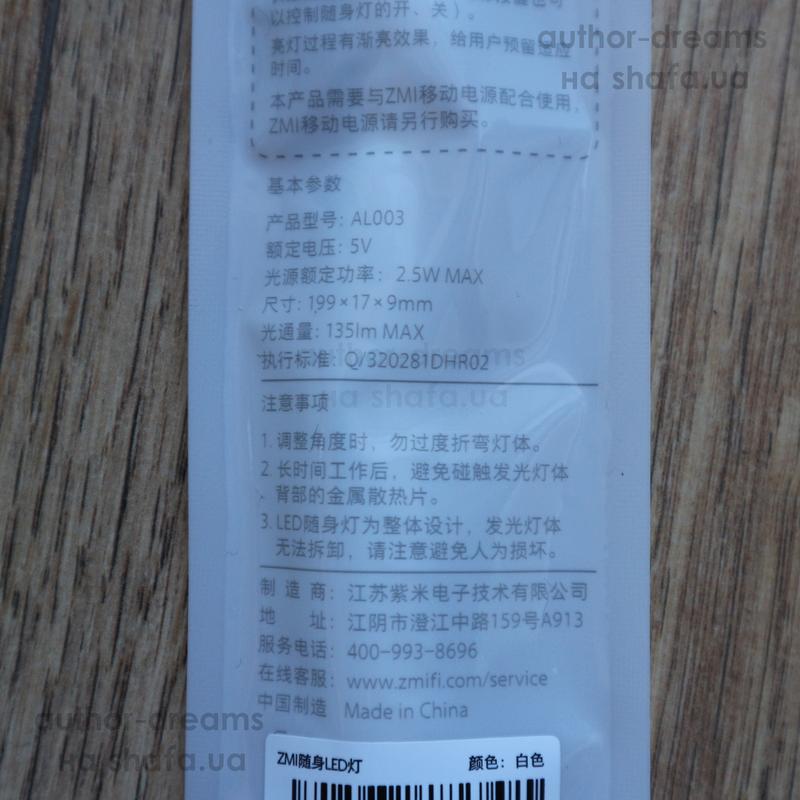 以控制随身灯的开、关）。
亮灯过程有渐亮效果，给用户预留适应
时间。
本产品需要与ZMI移动电源配合使用，
ZMI移动电源请另行购买。
基本参数
产品型号: AL003
额定电压: 5V
光源额定功率: 2.5W MAX
尺寸: 199×17×9mm
光通量: 135lm MAX
执行标准: Q/320281DHR02
注意事项
1. 调整角度时，勿过度折弯灯体。
2. 长时间工作后，避免碰触发光灯体
背部的金属散热片。
3. LED随身灯为整体设计，发光灯体
无法拆卸，请注意避免人为损坏。
制造商: 江苏紫米电子技术有限公司
地址: 江阴市澄江中路159号A913
服务电话: 400-993-8696
在线客服: www.zmifi.com/service
中国制造 Made in China
ZMI随身LED灯 颜色: 白色
author-dreams
на shafa.ua
author-dreams
на shafa.ua
author-dreams
на shafa.ua